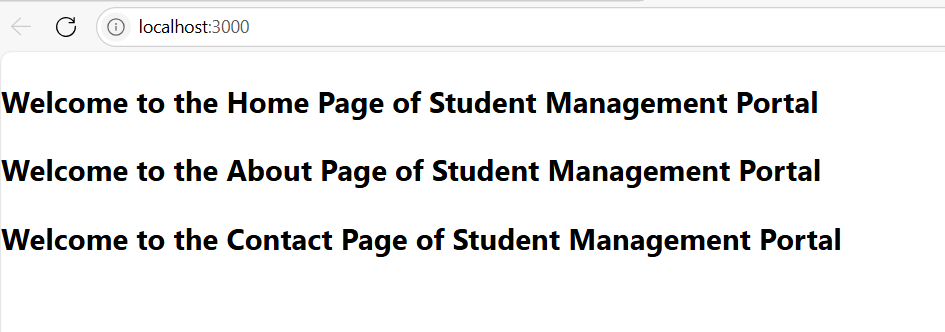 localhost:3000
Welcome to the Home Page of Student Management Portal
Welcome to the About Page of Student Management Portal
Welcome to the Contact Page of Student Management Portal